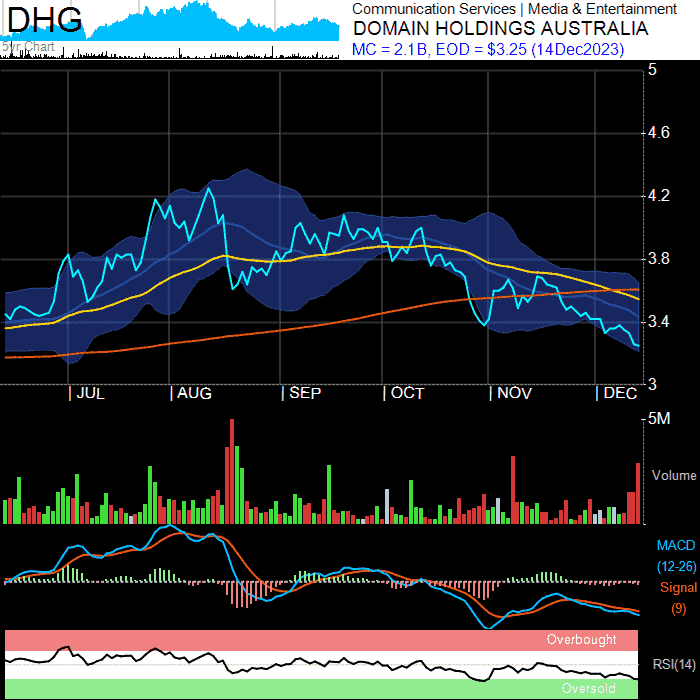 DHG
5yr Chart
Communication Services | Media & Entertainment
DOMAIN HOLDINGS AUSTRALIA
MC = 2.1B, EOD = $3.25 (14Dec2023)
5
4.6
4.2
3.8
3.4
3
| JUL | AUG | SEP | OCT | NOV | DEC
5M
Volume
MACD
(12-26)
Signal
(9)
Overbought
RSI(14)
Oversold